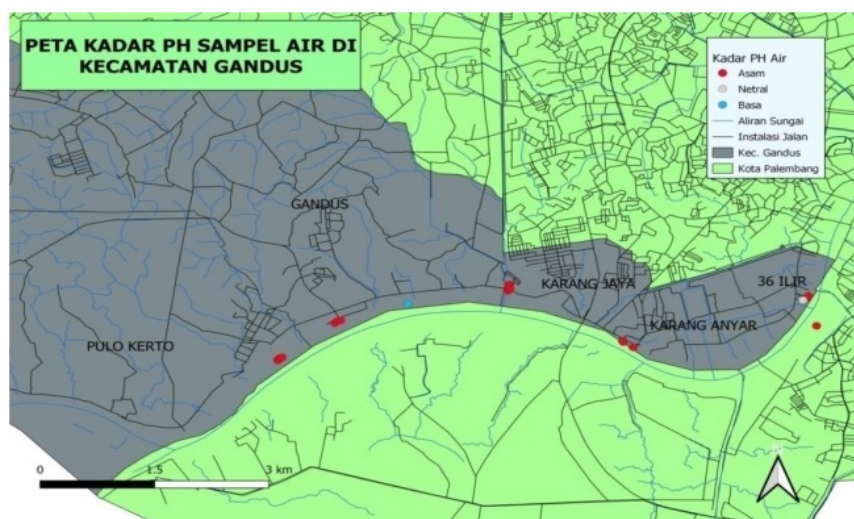 PETA KADAR PH SAMPEL AIR DI
KECAMATAN GANDUS
Kadar PH Air
Asam
Netral
Basa
Aliran Sungai
Instalasi Jalan
Kec. Gandus
Kota Palembang
GANDUS
KARANG JAYA
36 ILIR
KARANG ANYAR
PULO KERTO
0 1.5 3 km
N